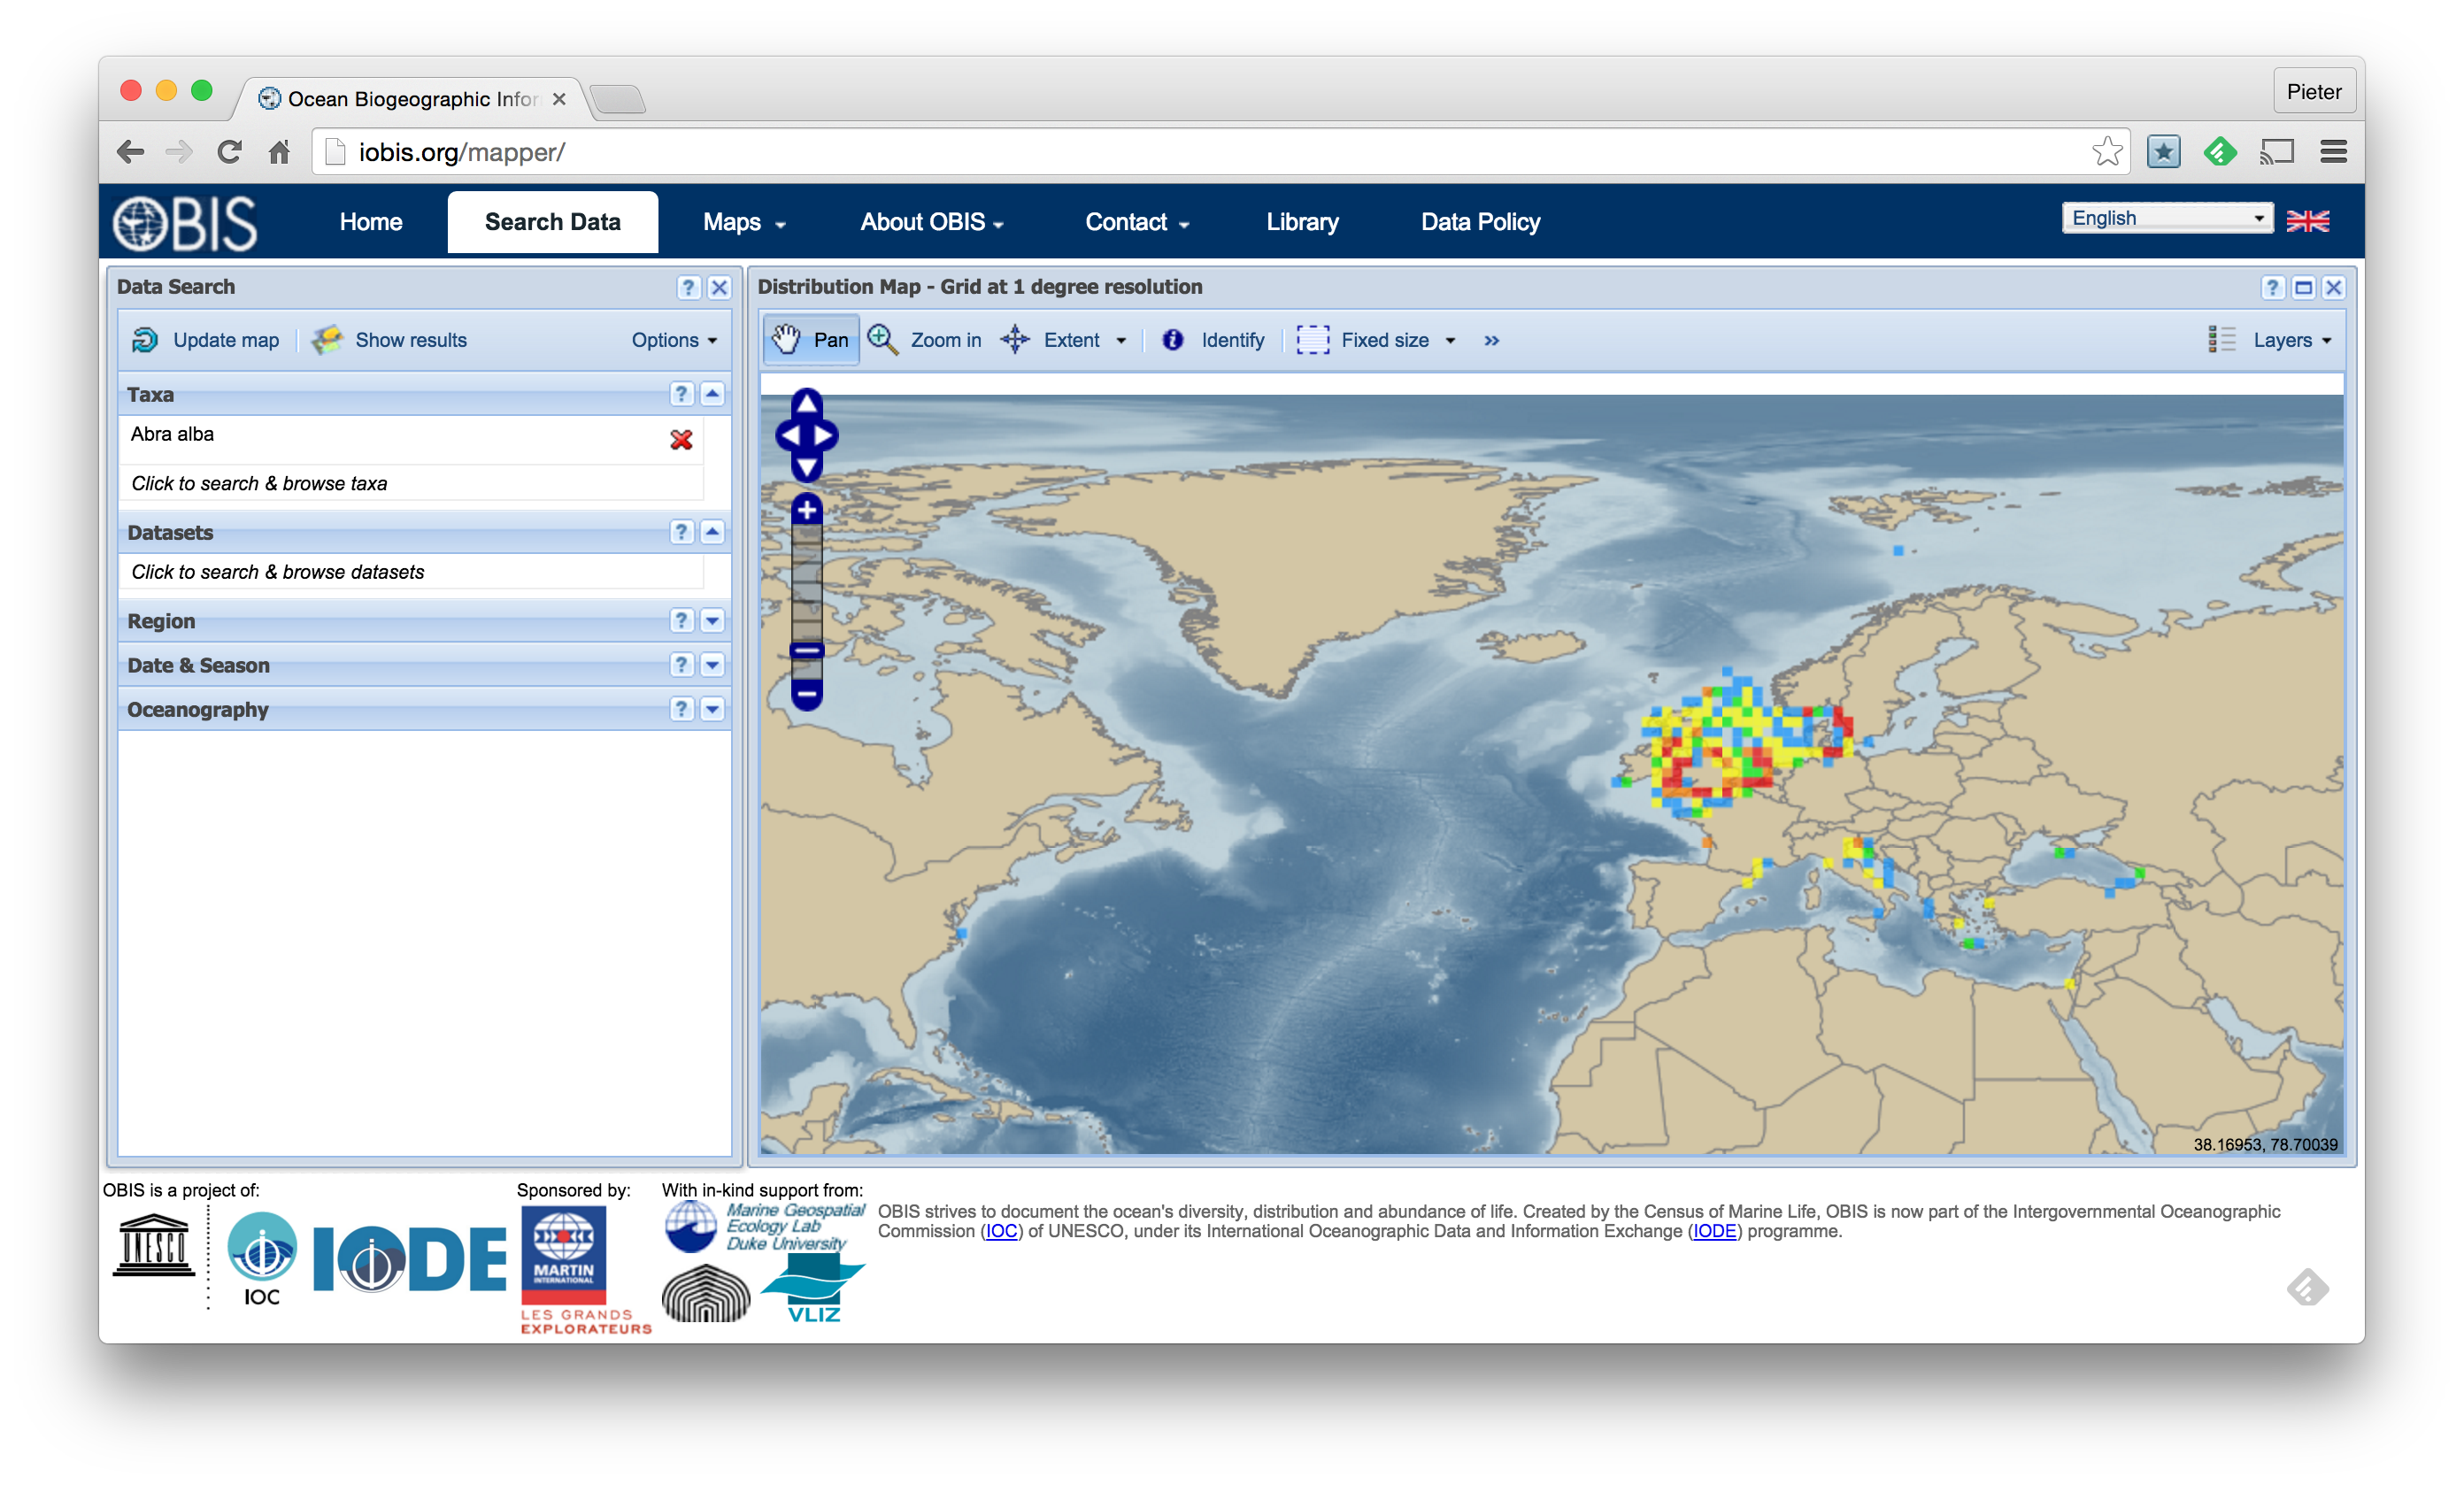 Ocean Biogeographic Infor
Pieter
iobis.org/mapper/
OBIS
Home
Search Data
Maps
About OBIS
Contact
Library
Data Policy
English
Data Search
Distribution Map - Grid at 1 degree resolution
Update map
Show results
Options
Pan
Zoom in
Extent
Identify
Fixed size
»
Layers
Taxa
Abra alba
Click to search & browse taxa
Datasets
Click to search & browse datasets
Region
Date & Season
Oceanography
38.16953, 78.70039
OBIS is a project of:
Sponsored by:
With in-kind support from:
UNESCO
IOC
IODE
MARTIN
INTERNATIONAL
LES GRANDS
EXPLORATEURS
Marine Geospatial
Ecology Lab
Duke University
VLIZ
OBIS strives to document the ocean's diversity, distribution and abundance of life. Created by the Census of Marine Life, OBIS is now part of the Intergovernmental Oceanographic
Commission (IOC) of UNESCO, under its International Oceanographic Data and Information Exchange (IODE) programme.